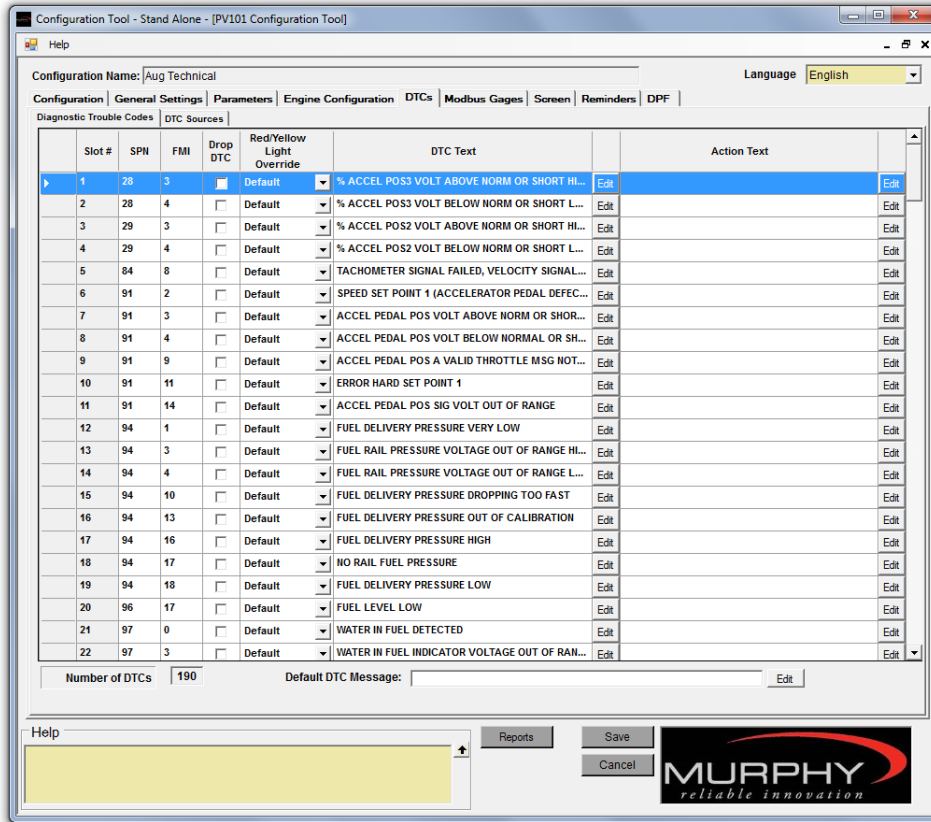 Configuration Tool - Stand Alone - [PV101 Configuration Tool]
Help
Configuration Name: Aug Technical
Language English
Configuration General Settings Parameters Engine Configuration DTCs Modbus Gages Screen Reminders DPF
Diagnostic Trouble Codes DTC Sources
Slot # SPN FMI Drop DTC Red/Yellow Light Override DTC Text Action Text
1 28 3 Default % ACCEL POS3 VOLT ABOVE NORM OR SHORT HI... Edit Edit
2 28 4 Default % ACCEL POS3 VOLT BELOW NORM OR SHORT L... Edit Edit
3 29 3 Default % ACCEL POS2 VOLT ABOVE NORM OR SHORT HI... Edit Edit
4 29 4 Default % ACCEL POS2 VOLT BELOW NORM OR SHORT L... Edit Edit
5 84 8 Default TACHOMETER SIGNAL FAILED, VELOCITY SIGNAL... Edit Edit
6 91 2 Default SPEED SET POINT 1 (ACCELERATOR PEDAL DEFEC... Edit Edit
7 91 3 Default ACCEL PEDAL POS VOLT ABOVE NORM OR SHOR... Edit Edit
8 91 4 Default ACCEL PEDAL POS VOLT BELOW NORMAL OR SH... Edit Edit
9 91 9 Default ACCEL PEDAL POS A VALID THROTTLE MSG NOT... Edit Edit
10 91 11 Default ERROR HARD SET POINT 1 Edit Edit
11 91 14 Default ACCEL PEDAL POS SIG VOLT OUT OF RANGE Edit Edit
12 94 1 Default FUEL DELIVERY PRESSURE VERY LOW Edit Edit
13 94 3 Default FUEL RAIL PRESSURE VOLTAGE OUT OF RANGE HI... Edit Edit
14 94 4 Default FUEL RAIL PRESSURE VOLTAGE OUT OF RANGE L... Edit Edit
15 94 10 Default FUEL DELIVERY PRESSURE DROPPING TOO FAST Edit Edit
16 94 13 Default FUEL DELIVERY PRESSURE OUT OF CALIBRATION Edit Edit
17 94 16 Default FUEL DELIVERY PRESSURE HIGH Edit Edit
18 94 17 Default NO RAIL FUEL PRESSURE Edit Edit
19 94 18 Default FUEL DELIVERY PRESSURE LOW Edit Edit
20 96 17 Default FUEL LEVEL LOW Edit Edit
21 97 0 Default WATER IN FUEL DETECTED Edit Edit
22 97 3 Default WATER IN FUEL INDICATOR VOLTAGE OUT OF RAN... Edit Edit
Number of DTCs 190 Default DTC Message: Edit
Help
Reports Save
Cancel
MURPHY
reliable innovation